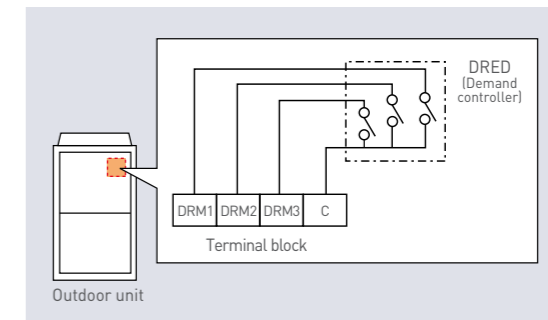 DRED
(Demand
controller)
DRM1 DRM2 DRM3 C
Terminal block
Outdoor unit